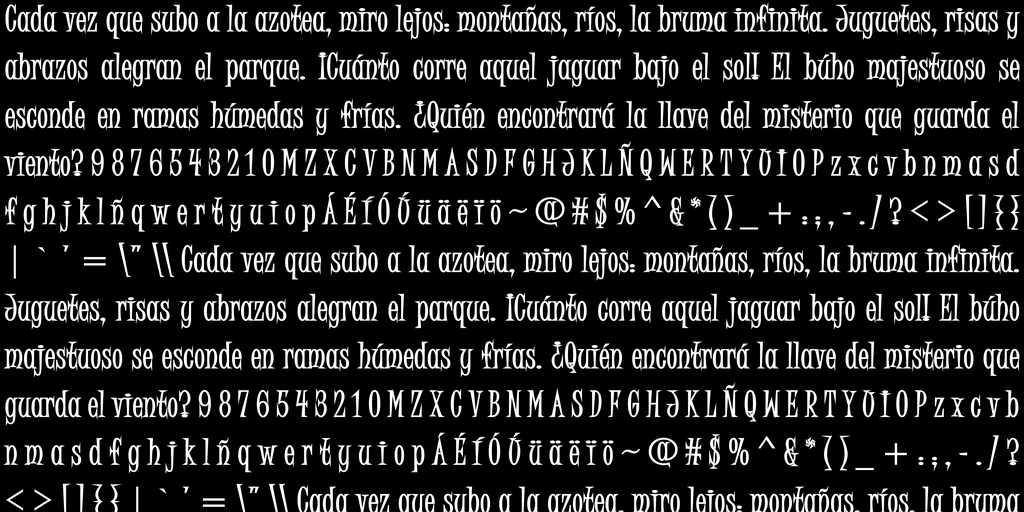 Cada vez que subo a la azotea, miro lejos: montañas, ríos, la bruma infinita. Juguetes, risas y
abrazos alegran el parque. ¡Cuánto corre aquel jaguar bajo el sol! El búho majestuoso se
esconde en ramas húmedas y frías. ¿Quién encontrará la llave del misterio que guarda el
viento? 9 8 7 6 5 4 3 2 1 0 M Z X C V B N M A S D F G H J K L Ñ Q W E R T Y U I O P z x c v b n m a s d
f g h j k l ñ q w e r t y u i o p Á É Í Ó Ú ü ä ë ï ö ~ @ # $ % ^ & * ( ) _ + : ; , - . / ? < > [ ] { }
| ` ' = \ " \\ Cada vez que subo a la azotea, miro lejos: montañas, ríos, la bruma infinita.
Juguetes, risas y abrazos alegran el parque. ¡Cuánto corre aquel jaguar bajo el sol! El búho
majestuoso se esconde en ramas húmedas y frías. ¿Quién encontrará la llave del misterio que
guarda el viento? 9 8 7 6 5 4 3 2 1 0 M Z X C V B N M A S D F G H J K L Ñ Q W E R T Y U I O P z x c v b
n m a s d f g h j k l ñ q w e r t y u i o p Á É Í Ó Ú ü ä ë ï ö ~ @ # $ % ^ & * ( ) _ + : ; , - . / ?
< > [ ] { } | ` ' = \ " \\ Cada vez que subo a la azotea, miro lejos: montañas, ríos, la bruma